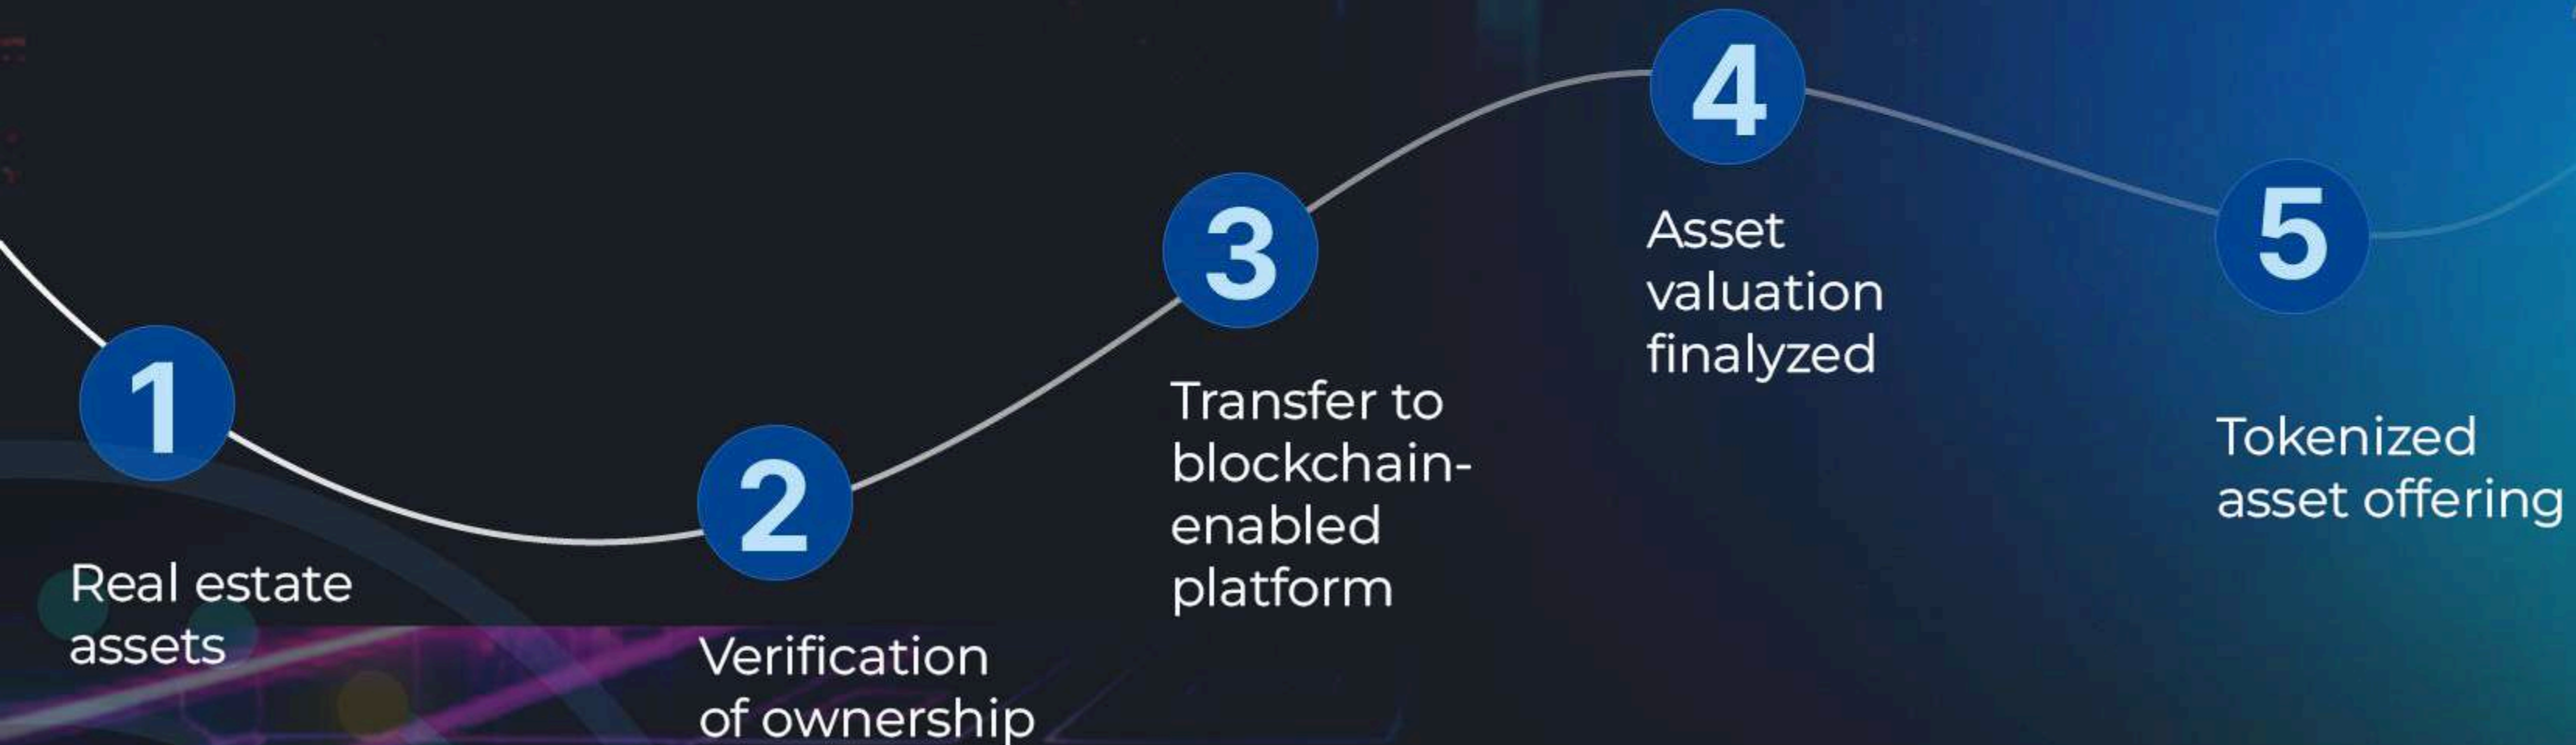 1
Real estate
assets
2
Verification
of ownership
3
Transfer to
blockchain-
enabled
platform
4
Asset
valuation
finalyzed
5
Tokenized
asset offering